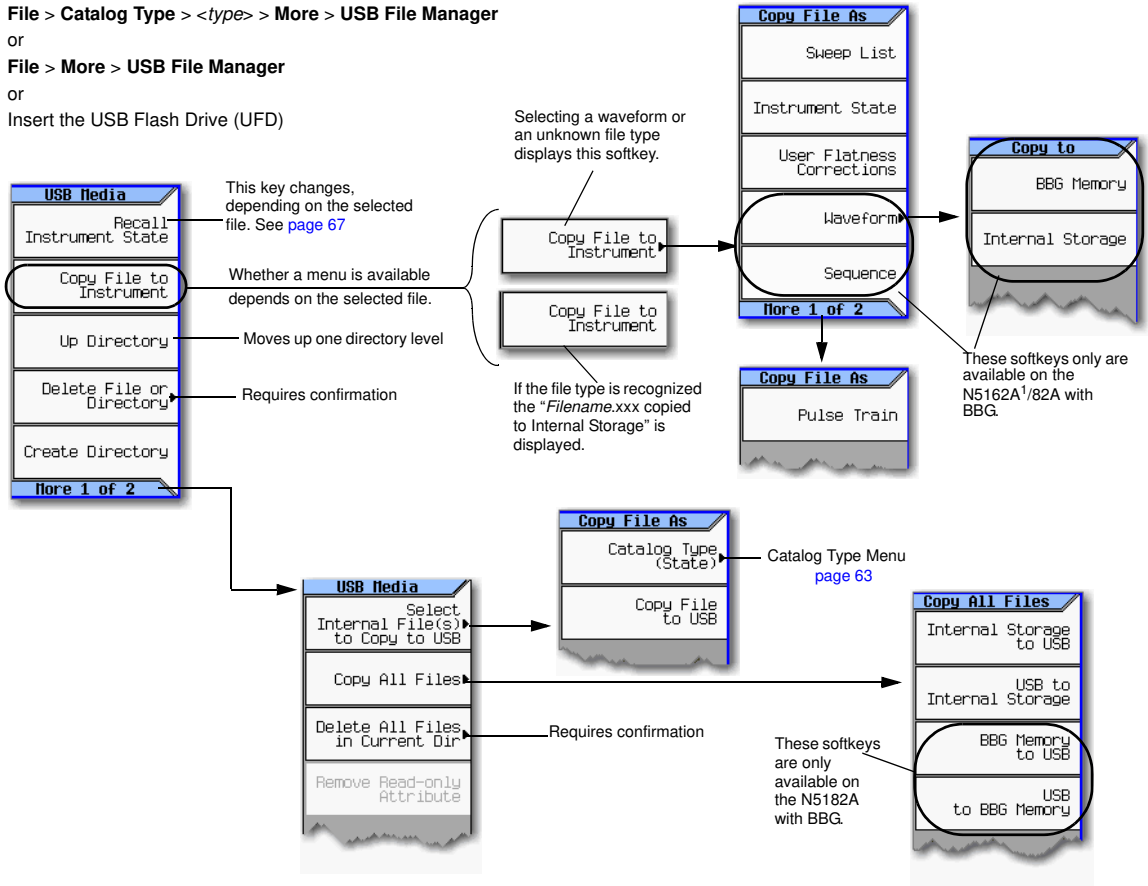 File > Catalog Type > <type> > More > USB File Manager
or
File > More > USB File Manager
or
Insert the USB Flash Drive (UFD)
USB Media
Recall
Instrument State
Copy File to
Instrument
Up Directory
Delete File or
Directory
Create Directory
More 1 of 2
This key changes,
depending on the selected
file. See page 67
Whether a menu is available
depends on the selected file.
Moves up one directory level
Requires confirmation
Selecting a waveform or
an unknown file type
displays this softkey.
Copy File to
Instrument
Copy File to
Instrument
If the file type is recognized
the “Filename.xxx copied
to Internal Storage” is
displayed.
Copy File As
Sweep List
Instrument State
User Flatness
Corrections
Waveform
Sequence
More 1 of 2
Copy File As
Pulse Train
Copy to
BBG Memory
Internal Storage
These softkeys only are
available on the
N5162A1/82A with
BBG.
USB Media
Select
Internal File(s)
to Copy to USB
Copy All Files
Delete All Files
in Current Dir
Remove Read-only
Attribute
Requires confirmation
Copy File As
Catalog Type
(State)
Copy File
to USB
Catalog Type Menu
page 63
Copy All Files
Internal Storage
to USB
USB to
Internal Storage
BBG Memory
to USB
USB
to BBG Memory
These softkeys
are only
available on
the N5182A
with BBG.